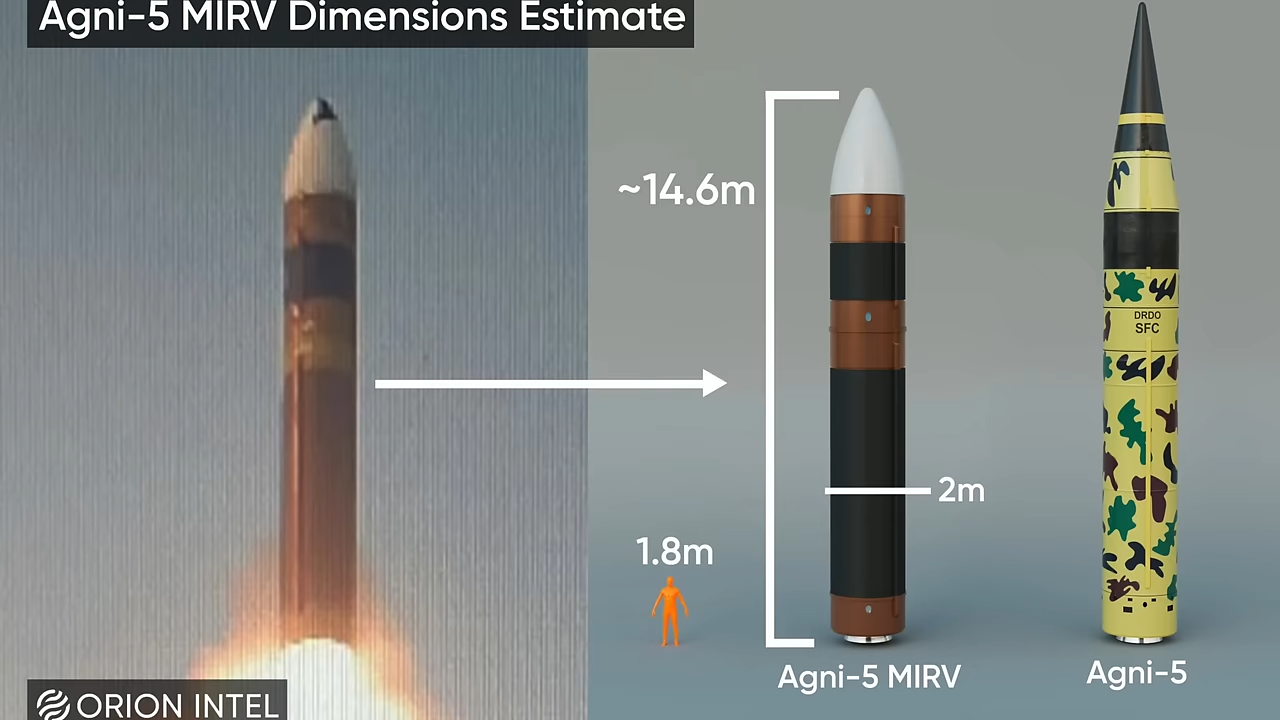 Agni-5 MIRV Dimensions Estimate
~14.6m
DRDO
SFC
2m
1.8m
Agni-5 MIRV
Agni-5
ORION INTEL